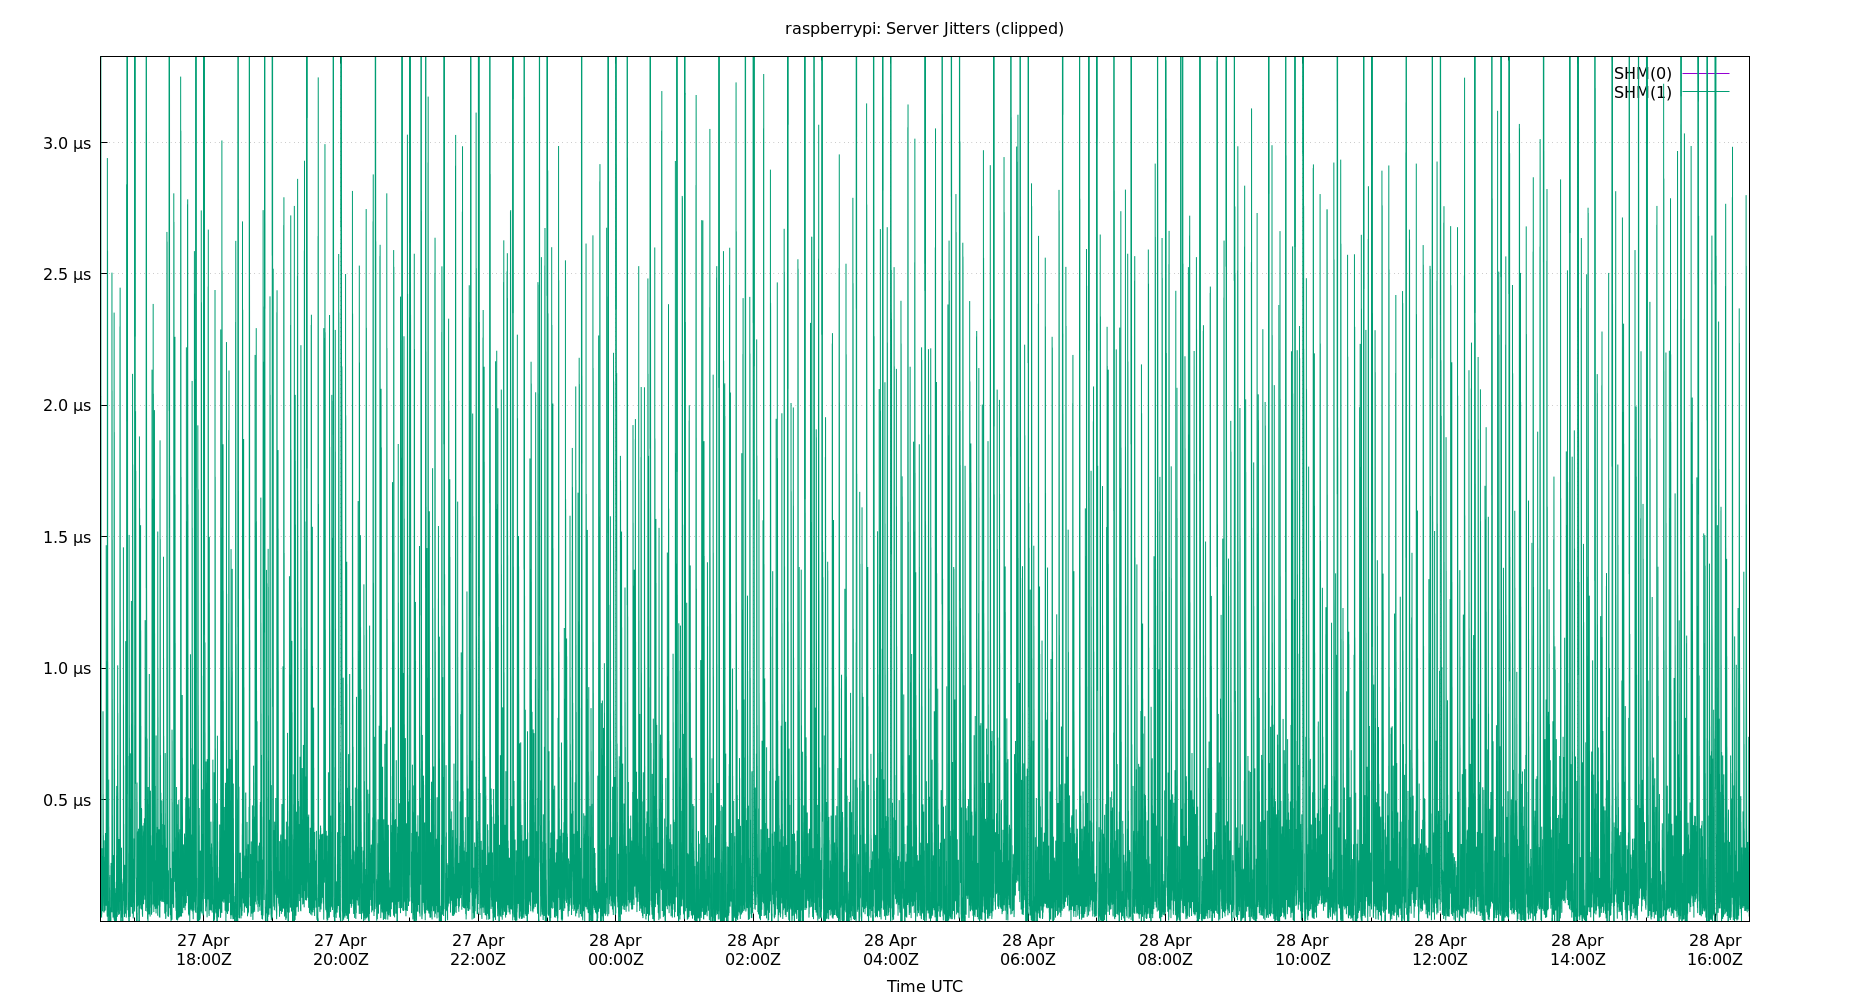 raspberrypi: Server Jitters (clipped)
SHM(0)
SHM(1)
3.0 µs
2.5 µs
2.0 µs
1.5 µs
1.0 µs
0.5 µs
27 Apr 27 Apr 27 Apr 28 Apr 28 Apr 28 Apr 28 Apr 28 Apr 28 Apr 28 Apr 28 Apr 28 Apr
18:00Z 20:00Z 22:00Z 00:00Z 02:00Z 04:00Z 06:00Z 08:00Z 10:00Z 12:00Z 14:00Z 16:00Z
Time UTC